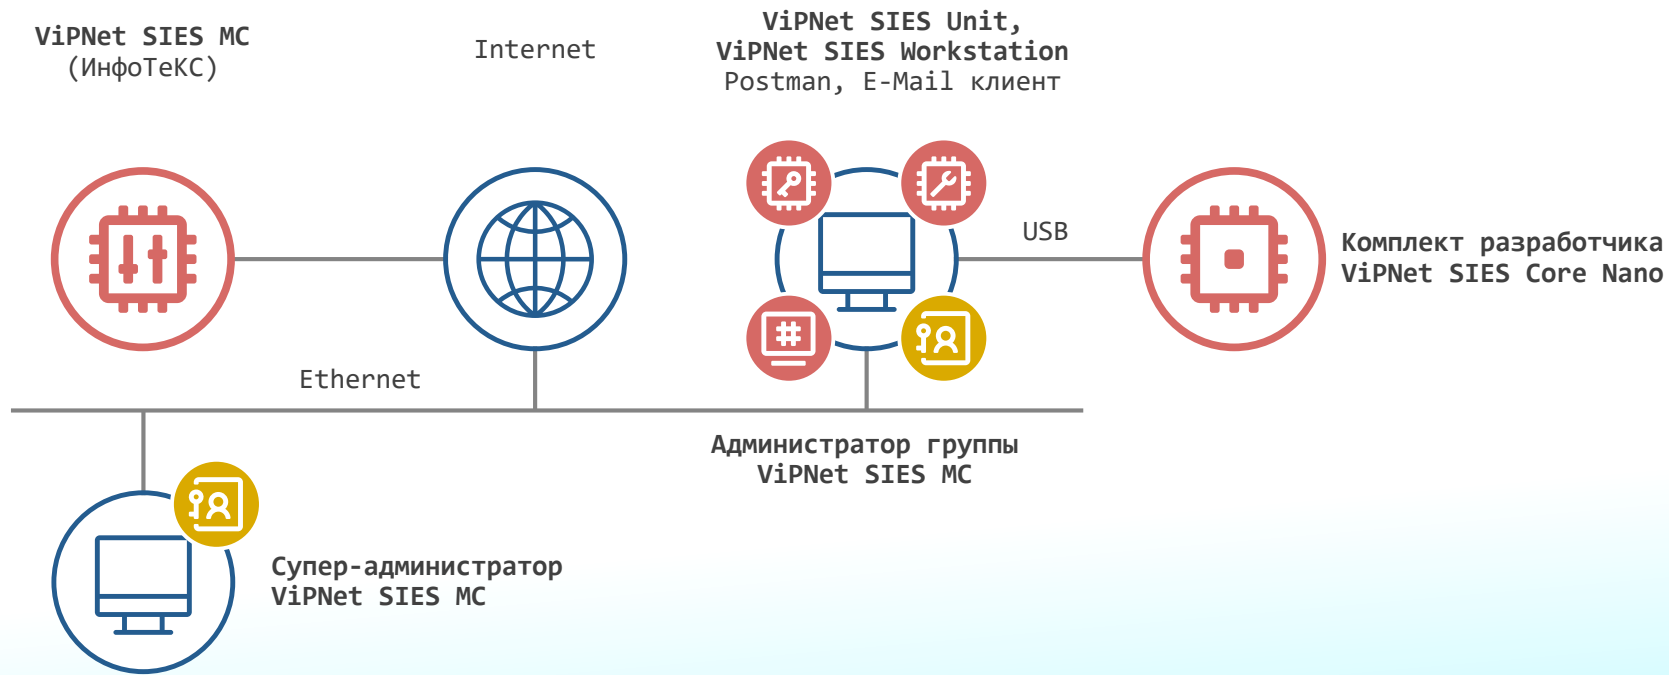 ViPNet SIES MC
(ИнфоТеКС)
Internet
ViPNet SIES Unit,
ViPNet SIES Workstation
Postman, E-Mail клиент
USB
Комплект разработчика
ViPNet SIES Core Nano
Ethernet
Администратор группы
ViPNet SIES MC
Супер-администратор
ViPNet SIES MC